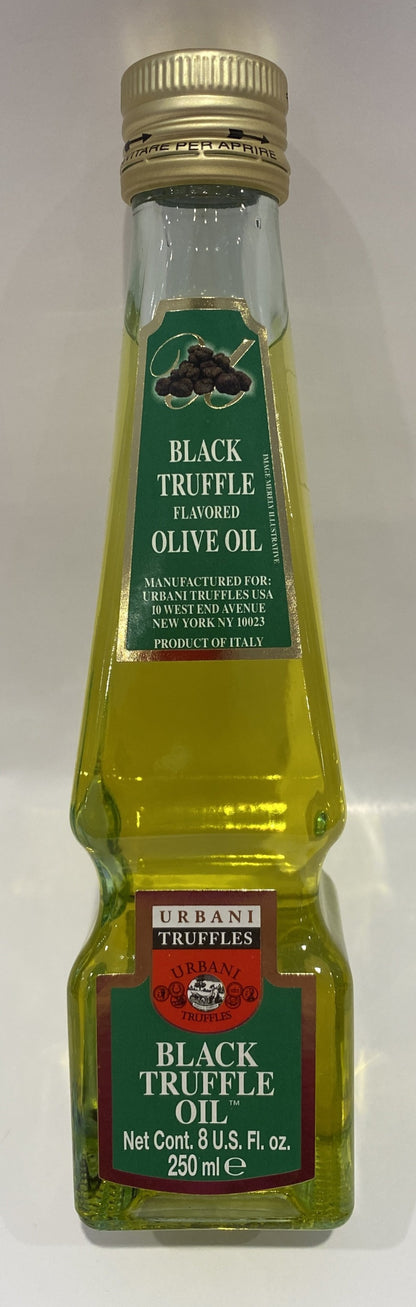 VITARE PER APRIRE
BLACK
TRUFFLE
FLAVORED
OLIVE OIL
IMAGE MERELY ILLUSTRATIVE
MANUFACTURED FOR:
URBANI TRUFFLES USA
10 WEST END AVENUE
NEW YORK NY 10023
PRODUCT OF ITALY
URBANI
TRUFFLES
URBANI
TRUFFLES
BLACK
TRUFFLE
OIL™
Net Cont. 8 U.S. Fl. oz.
250 ml ℮